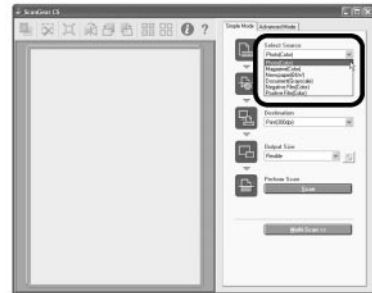 ScanGear CS
Simple Mode Advanced Mode
Select Source
Photo(Color)
Photo(Color)
Magazine(Color)
Newspaper(B&W)
Document(Grayscale)
Negative Film(Color)
Positive Film(Color)
Destination
Print(300dpi)
Output Size
Flexible
Perform Scan
Scan
Multi-Scan >>